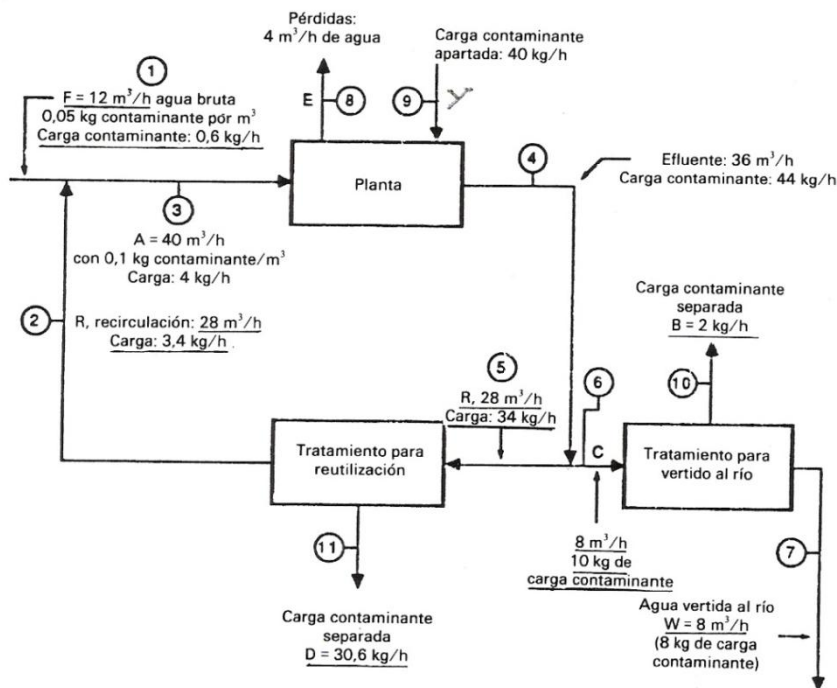 Pérdidas:
4 m³/h de agua
Carga contaminante
apartada: 40 kg/h
1
F = 12 m³/h agua bruta
0,05 kg contaminante pór m³
Carga contaminante: 0,6 kg/h
E
8
9
4
Planta
Efluente: 36 m³/h
Carga contaminante: 44 kg/h
3
A = 40 m³/h
con 0,1 kg contaminante/m³
Carga: 4 kg/h
2
R, recirculación: 28 m³/h
Carga: 3,4 kg/h
Carga contaminante
separada
B = 2 kg/h
5
6
10
R, 28 m³/h
Carga: 34 kg/h
Tratamiento para
reutilización
C
Tratamiento para
vertido al río
11
7
8 m³/h
10 kg de
carga contaminante
Carga contaminante
separada
D = 30,6 kg/h
Agua vertida al río
W = 8 m³/h
(8 kg de carga
contaminante)